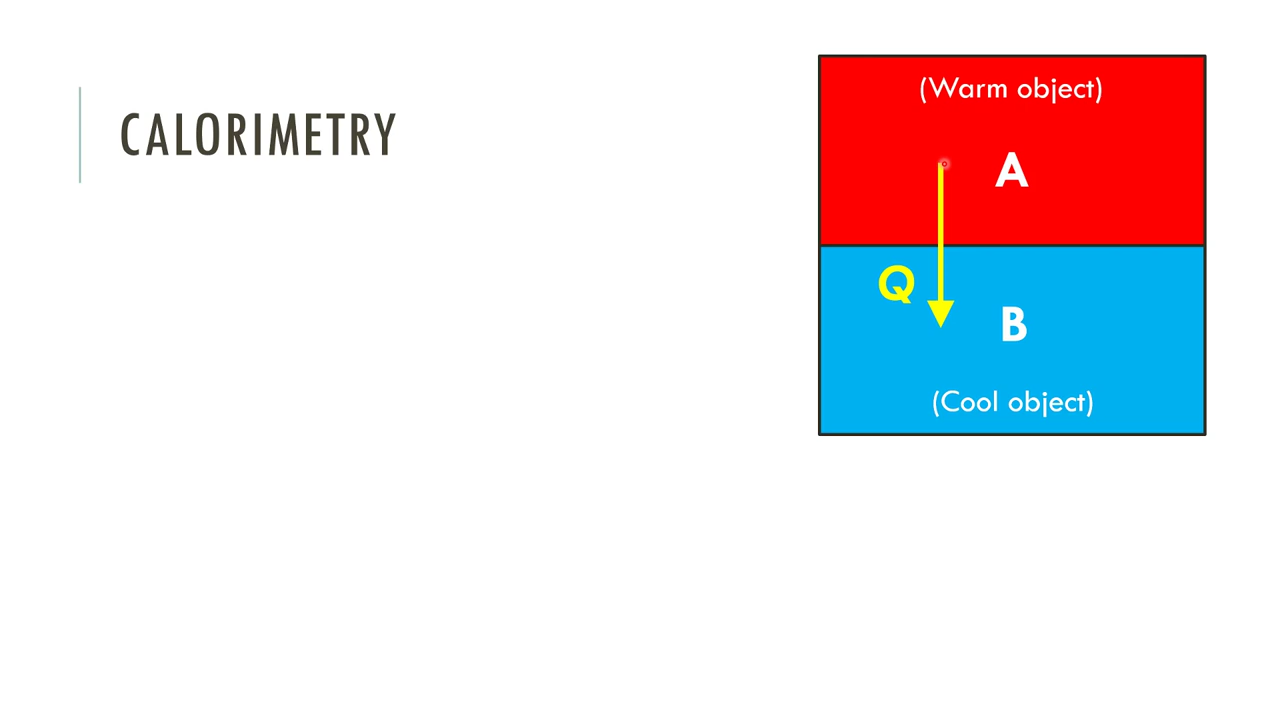 CALORIMETRY
(Warm object)
A
Q
B
(Cool object)